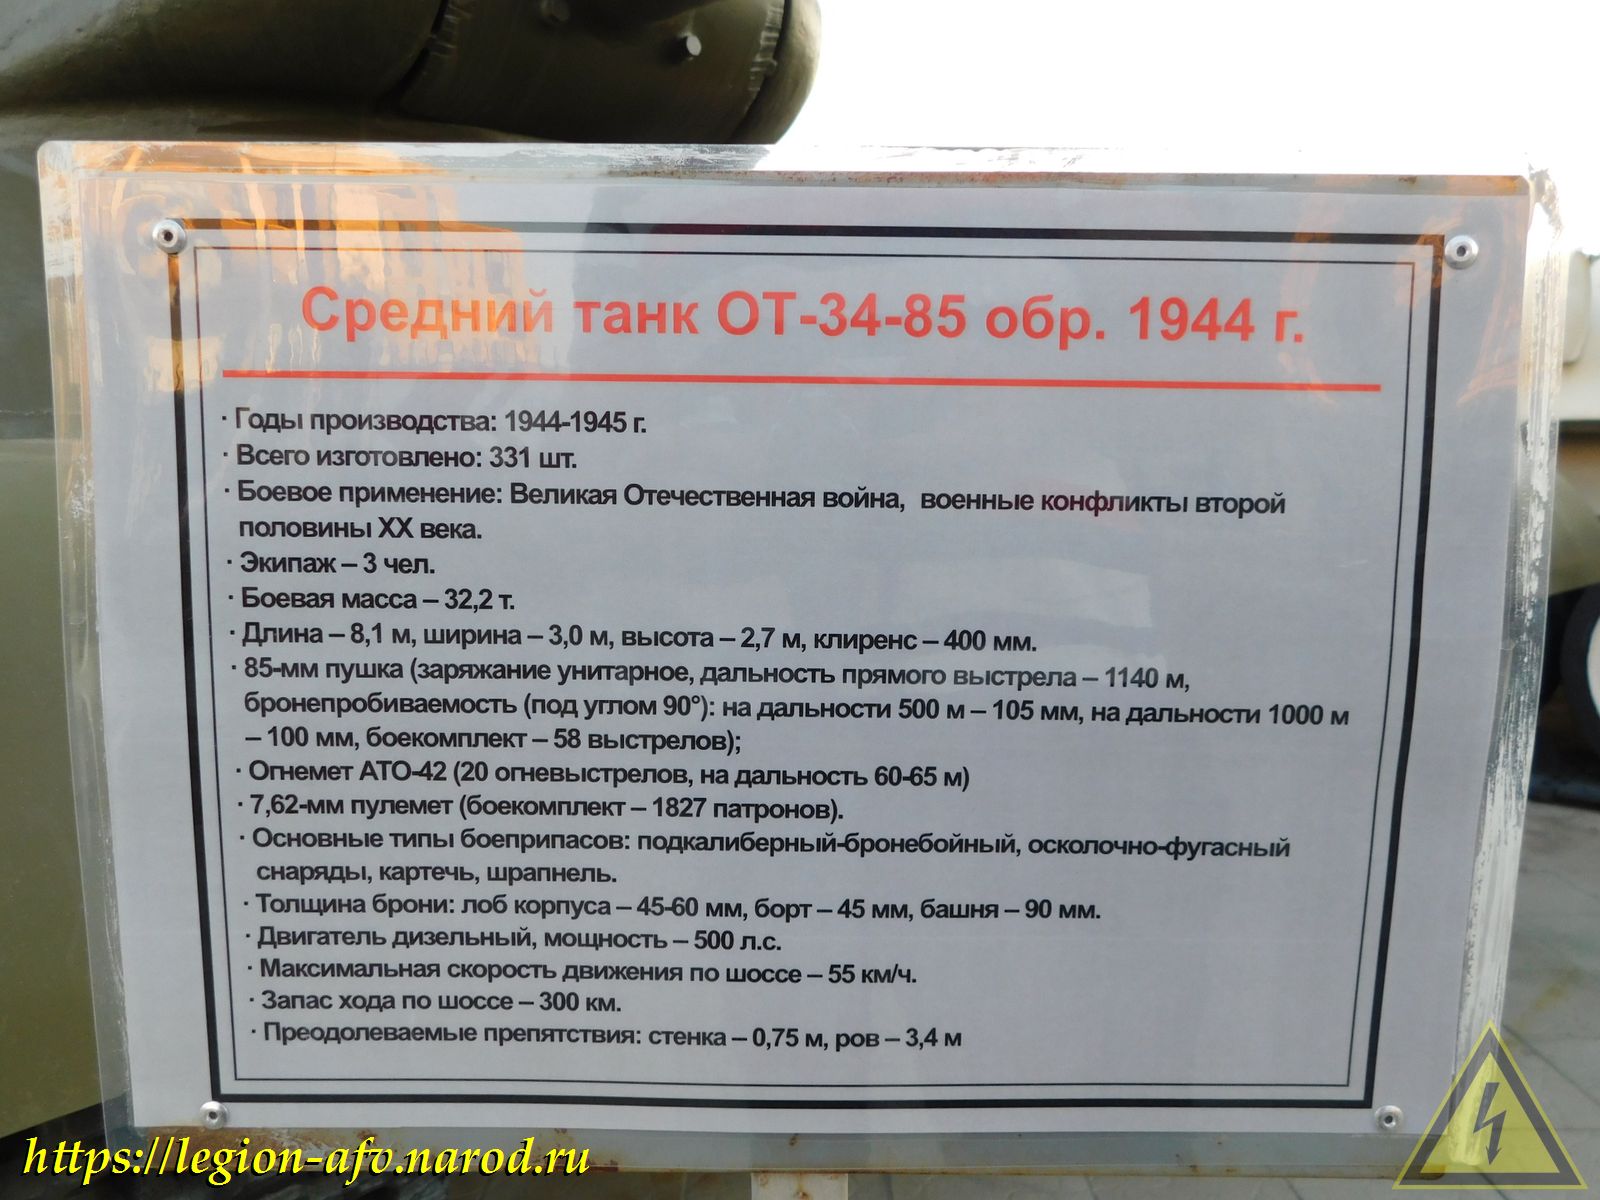 Средний танк ОТ-34-85 обр. 1944 г.
· Годы производства: 1944-1945 г.
· Всего изготовлено: 331 шт.
· Боевое применение: Великая Отечественная война, военные конфликты второй
половины XX века.
· Экипаж – 3 чел.
· Боевая масса – 32,2 т.
· Длина – 8,1 м, ширина – 3,0 м, высота – 2,7 м, клиренс – 400 мм.
· 85-мм пушка (заряжание унитарное, дальность прямого выстрела – 1140 м,
бронепробиваемость (под углом 90°): на дальности 500 м – 105 мм, на дальности 1000 м
– 100 мм, боекомплект – 58 выстрелов);
· Огнемет АТО-42 (20 огневыстрелов, на дальность 60-65 м)
· 7,62-мм пулемет (боекомплект – 1827 патронов).
· Основные типы боеприпасов: подкалиберный-бронебойный, осколочно-фугасный
снаряды, картечь, шрапнель.
· Толщина брони: лоб корпуса – 45-60 мм, борт – 45 мм, башня – 90 мм.
· Двигатель дизельный, мощность – 500 л.с.
· Максимальная скорость движения по шоссе – 55 км/ч.
· Запас хода по шоссе – 300 км.
· Преодолеваемые препятствия: стенка – 0,75 м, ров – 3,4 м
https://legion-afv.narod.ru